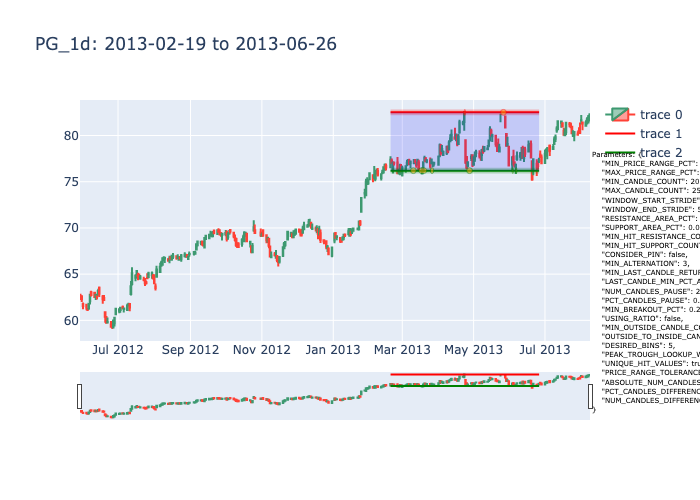 PG_1d: 2013-02-19 to 2013-06-26
80
75
70
65
60
Jul 2012
Sep 2012
Nov 2012
Jan 2013
Mar 2013
May 2013
Jul 2013
trace 0
trace 1
trace 2
Parameters: {
"MIN_PRICE_RANGE_PCT":
"MAX_PRICE_RANGE_PCT":
"MIN_CANDLE_COUNT": 20
"MAX_CANDLE_COUNT": 25
"WINDOW_START_STRIDE"
"WINDOW_END_STRIDE": 5
"RESISTANCE_AREA_PCT":
"SUPPORT_AREA_PCT": 0.0
"MIN_HIT_RESISTANCE_CO
"MIN_HIT_SUPPORT_COUNT
"CONSIDER_PIN": false,
"MIN_ALTERNATION": 3,
"MIN_LAST_CANDLE_RETUR
"LAST_CANDLE_MIN_PCT_A
"NUM_CANDLES_PAUSE": 2
"PCT_CANDLES_PAUSE": 0.
"MIN_BREAKOUT_PCT": 0.2
"USING_RATIO": false,
"MIN_OUTSIDE_CANDLE_CO
"OUTSIDE_TO_INSIDE_CAN
"DESIRED_BINS": 5,
"PEAK_TROUGH_LOOKUP_W
"UNIQUE_HIT_VALUES": tru
"PRICE_RANGE_TOLERANCE
"ABSOLUTE_NUM_CANDLES
"PCT_CANDLES_DIFFERENC
"NUM_CANDLES_DIFFEREN
}